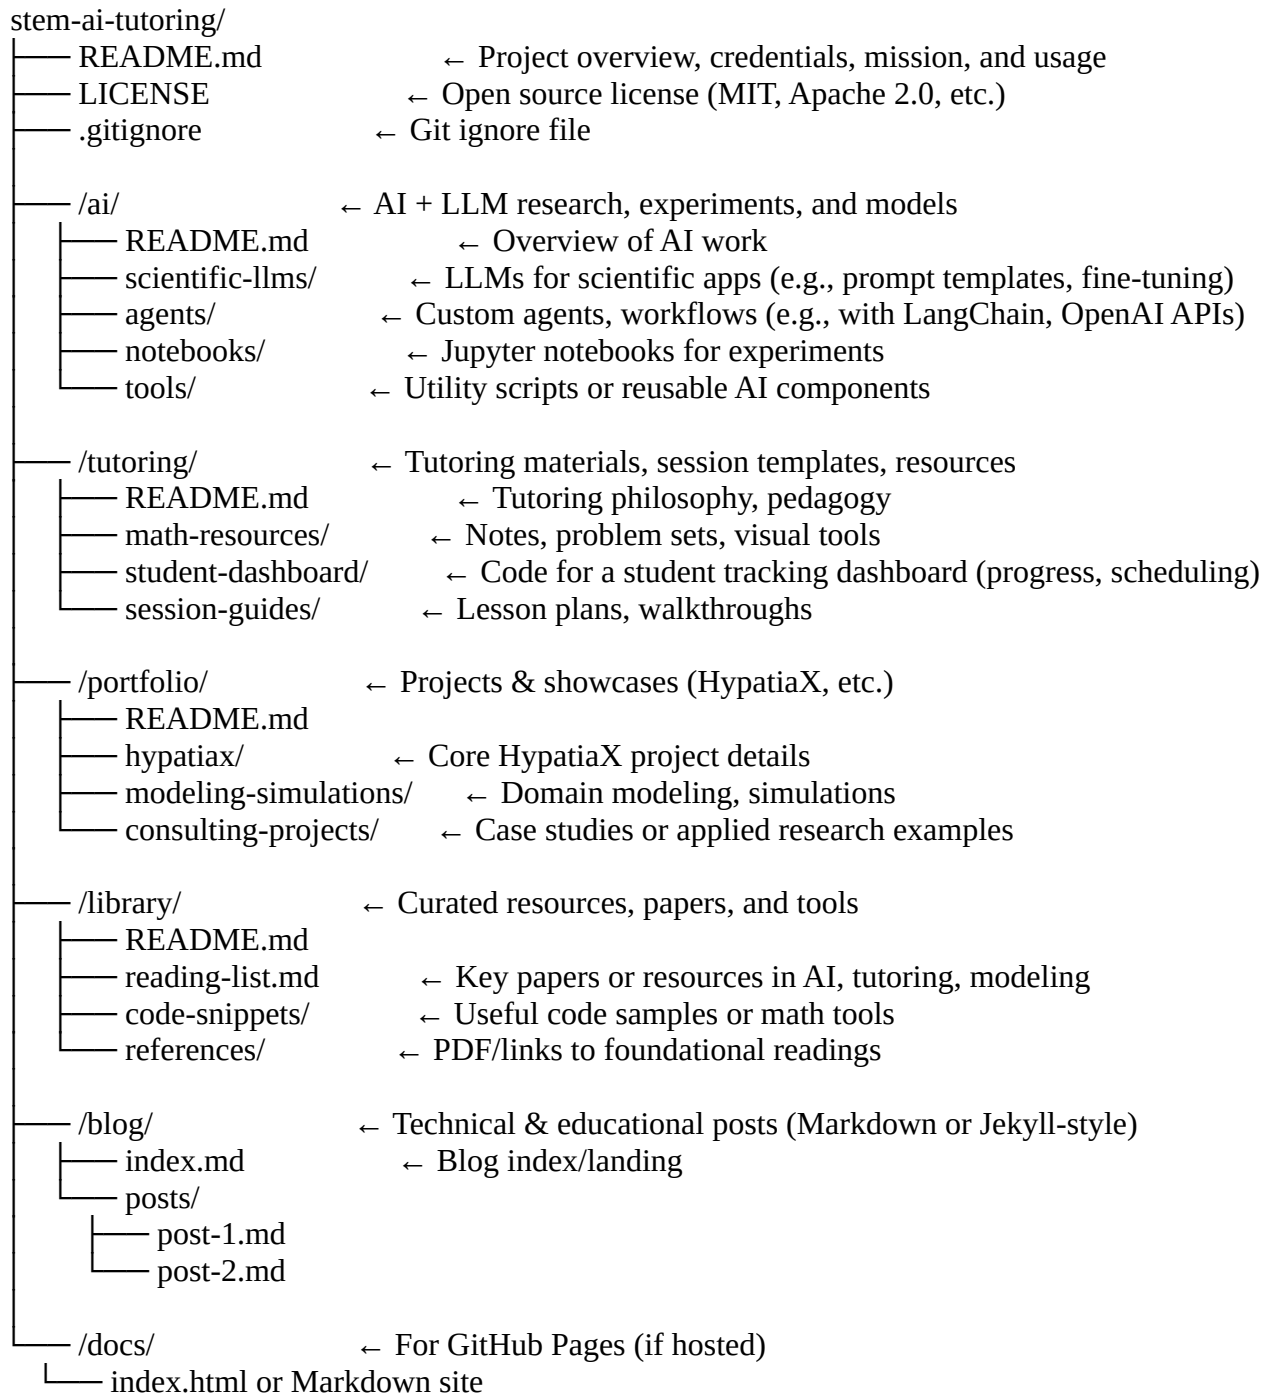 stem-ai-tutoring/
├── README.md ← Project overview, credentials, mission, and usage
├── LICENSE ← Open source license (MIT, Apache 2.0, etc.)
├── .gitignore ← Git ignore file
├── /ai/ ← AI + LLM research, experiments, and models
│ ├── README.md ← Overview of AI work
│ ├── scientific-llms/ ← LLMs for scientific apps (e.g., prompt templates, fine-tuning)
│ ├── agents/ ← Custom agents, workflows (e.g., with LangChain, OpenAI APIs)
│ ├── notebooks/ ← Jupyter notebooks for experiments
│ └── tools/ ← Utility scripts or reusable AI components
├── /tutoring/ ← Tutoring materials, session templates, resources
│ ├── README.md ← Tutoring philosophy, pedagogy
│ ├── math-resources/ ← Notes, problem sets, visual tools
│ ├── student-dashboard/ ← Code for a student tracking dashboard (progress, scheduling)
│ └── session-guides/ ← Lesson plans, walkthroughs
├── /portfolio/ ← Projects & showcases (HypatiaX, etc.)
│ ├── README.md
│ ├── hypatiax/ ← Core HypatiaX project details
│ ├── modeling-simulations/ ← Domain modeling, simulations
│ └── consulting-projects/ ← Case studies or applied research examples
├── /library/ ← Curated resources, papers, and tools
│ ├── README.md
│ ├── reading-list.md ← Key papers or resources in AI, tutoring, modeling
│ ├── code-snippets/ ← Useful code samples or math tools
│ └── references/ ← PDF/links to foundational readings
├── /blog/ ← Technical & educational posts (Markdown or Jekyll-style)
│ ├── index.md ← Blog index/landing
│ └── posts/
│ ├── post-1.md
│ └── post-2.md
└── /docs/ ← For GitHub Pages (if hosted)
└── index.html or Markdown site